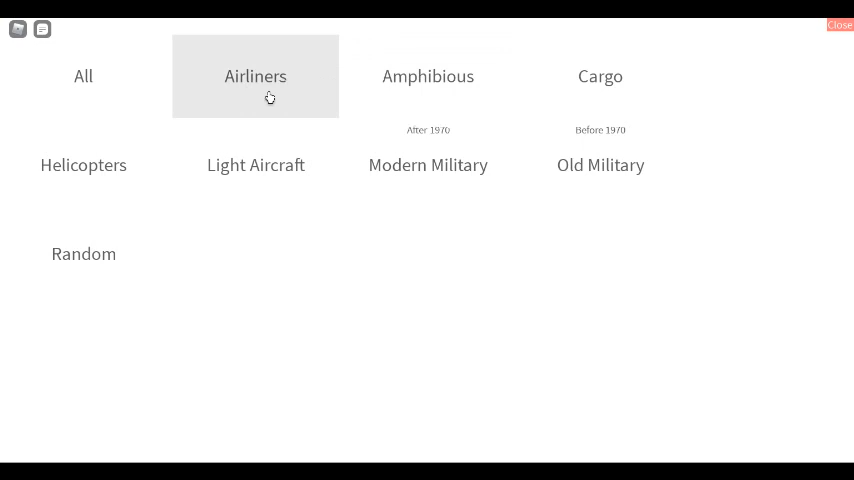 Close
All
Airliners
Amphibious
Cargo
After 1970
Before 1970
Helicopters
Light Aircraft
Modern Military
Old Military
Random